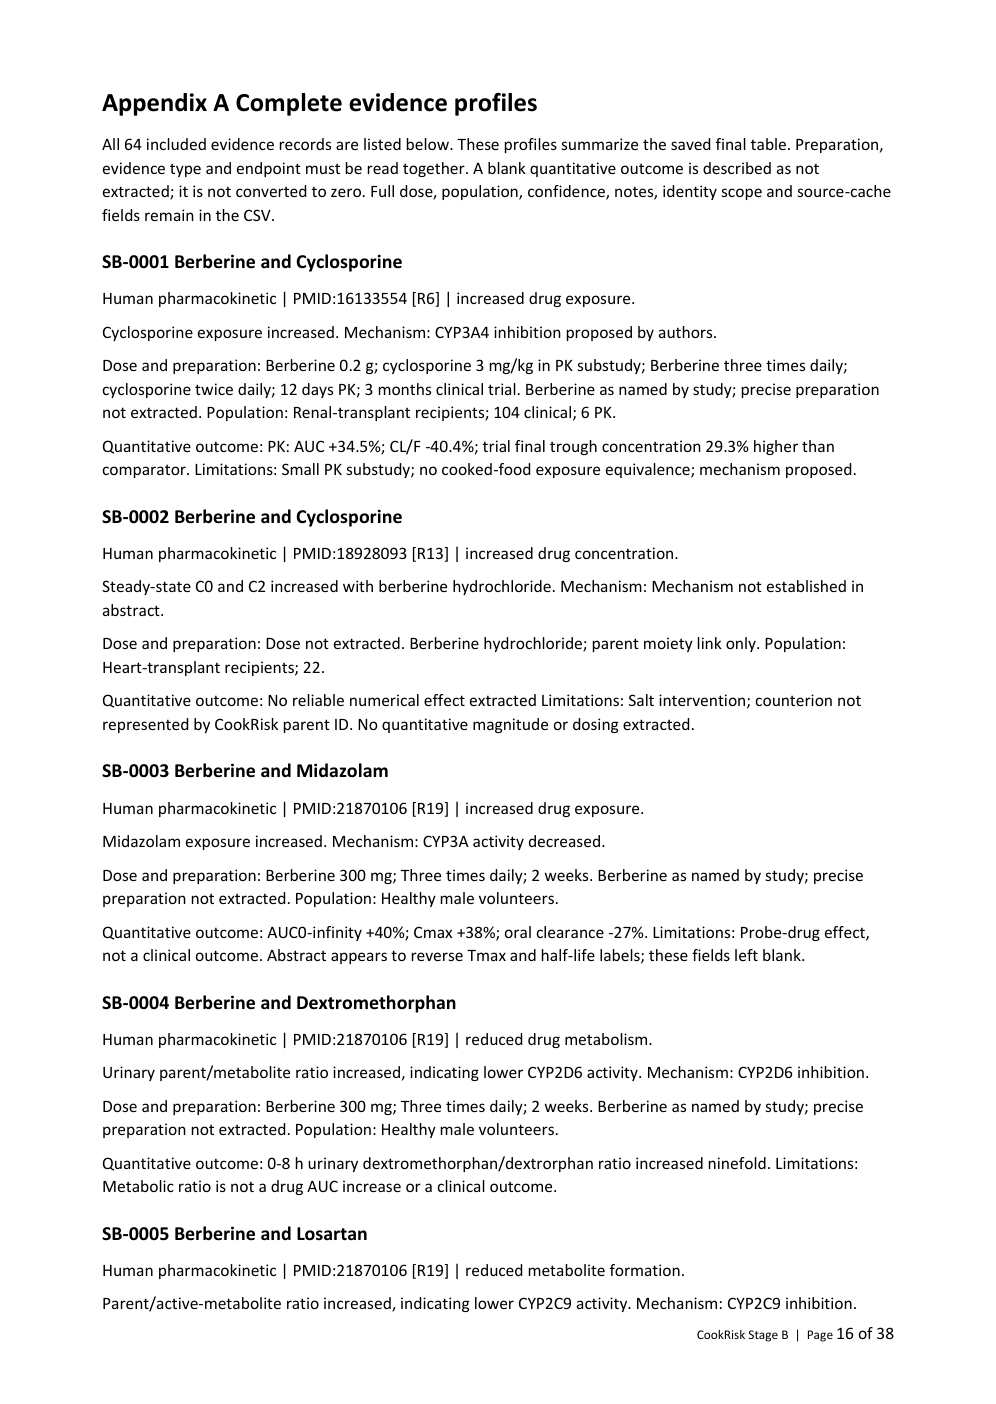 Appendix A Complete evidence profiles
All 64 included evidence records are listed below. These profiles summarize the saved final table. Preparation,
evidence type and endpoint must be read together. A blank quantitative outcome is described as not
extracted; it is not converted to zero. Full dose, population, confidence, notes, identity scope and source-cache
fields remain in the CSV.
SB-0001 Berberine and Cyclosporine
Human pharmacokinetic | PMID:16133554 [R6] | increased drug exposure.
Cyclosporine exposure increased. Mechanism: CYP3A4 inhibition proposed by authors.
Dose and preparation: Berberine 0.2 g; cyclosporine 3 mg/kg in PK substudy; Berberine three times daily;
cyclosporine twice daily; 12 days PK; 3 months clinical trial. Berberine as named by study; precise preparation
not extracted. Population: Renal-transplant recipients; 104 clinical; 6 PK.
Quantitative outcome: PK: AUC +34.5%; CL/F -40.4%; trial final trough concentration 29.3% higher than
comparator. Limitations: Small PK substudy; no cooked-food exposure equivalence; mechanism proposed.
SB-0002 Berberine and Cyclosporine
Human pharmacokinetic | PMID:18928093 [R13] | increased drug concentration.
Steady-state C0 and C2 increased with berberine hydrochloride. Mechanism: Mechanism not established in
abstract.
Dose and preparation: Dose not extracted. Berberine hydrochloride; parent moiety link only. Population:
Heart-transplant recipients; 22.
Quantitative outcome: No reliable numerical effect extracted Limitations: Salt intervention; counterion not
represented by CookRisk parent ID. No quantitative magnitude or dosing extracted.
SB-0003 Berberine and Midazolam
Human pharmacokinetic | PMID:21870106 [R19] | increased drug exposure.
Midazolam exposure increased. Mechanism: CYP3A activity decreased.
Dose and preparation: Berberine 300 mg; Three times daily; 2 weeks. Berberine as named by study; precise
preparation not extracted. Population: Healthy male volunteers.
Quantitative outcome: AUC0-infinity +40%; Cmax +38%; oral clearance -27%. Limitations: Probe-drug effect,
not a clinical outcome. Abstract appears to reverse Tmax and half-life labels; these fields left blank.
SB-0004 Berberine and Dextromethorphan
Human pharmacokinetic | PMID:21870106 [R19] | reduced drug metabolism.
Urinary parent/metabolite ratio increased, indicating lower CYP2D6 activity. Mechanism: CYP2D6 inhibition.
Dose and preparation: Berberine 300 mg; Three times daily; 2 weeks. Berberine as named by study; precise
preparation not extracted. Population: Healthy male volunteers.
Quantitative outcome: 0-8 h urinary dextromethorphan/dextrorphan ratio increased ninefold. Limitations:
Metabolic ratio is not a drug AUC increase or a clinical outcome.
SB-0005 Berberine and Losartan
Human pharmacokinetic | PMID:21870106 [R19] | reduced metabolite formation.
Parent/active-metabolite ratio increased, indicating lower CYP2C9 activity. Mechanism: CYP2C9 inhibition.
CookRisk Stage B | Page 16 of 38